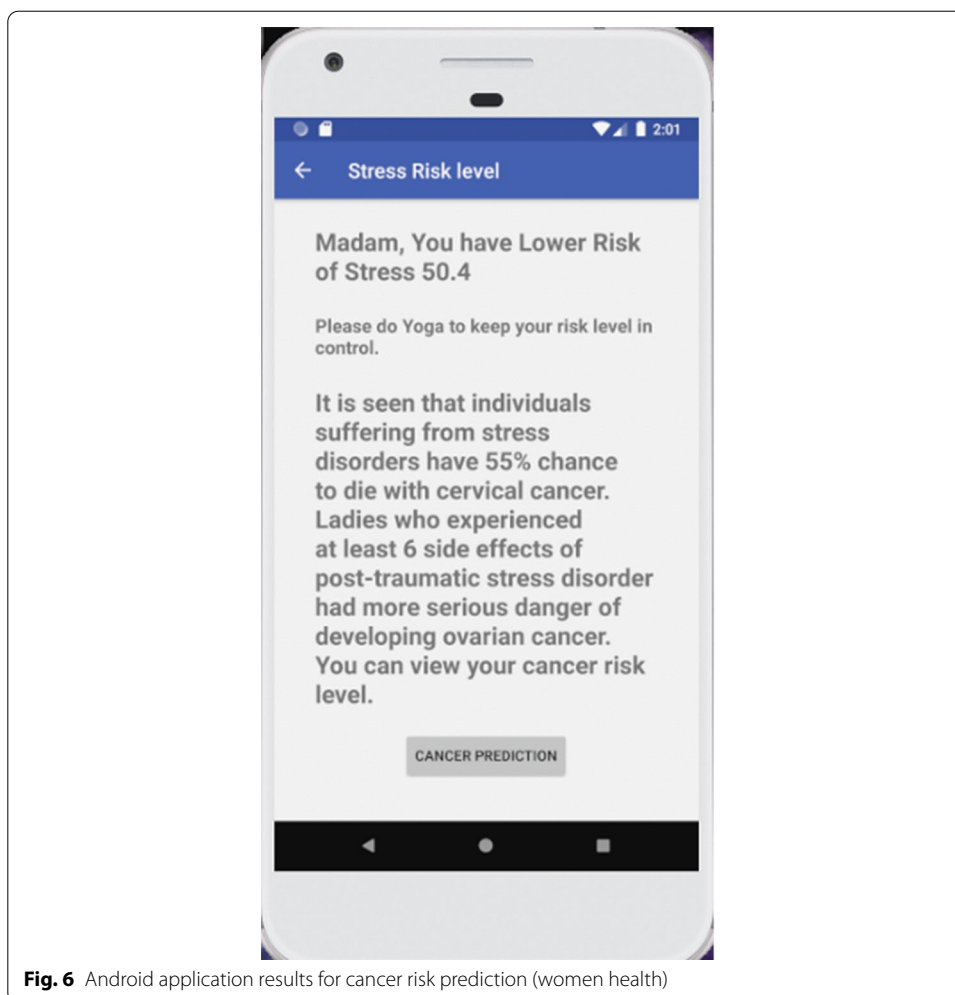 2:01
Stress Risk level
Madam, You have Lower Risk
of Stress 50.4
Please do Yoga to keep your risk level in
control.
It is seen that individuals
suffering from stress
disorders have 55% chance
to die with cervical cancer.
Ladies who experienced
at least 6 side effects of
post-traumatic stress disorder
had more serious danger of
developing ovarian cancer.
You can view your cancer risk
level.
CANCER PREDICTION
Fig. 6 Android application results for cancer risk prediction (women health)